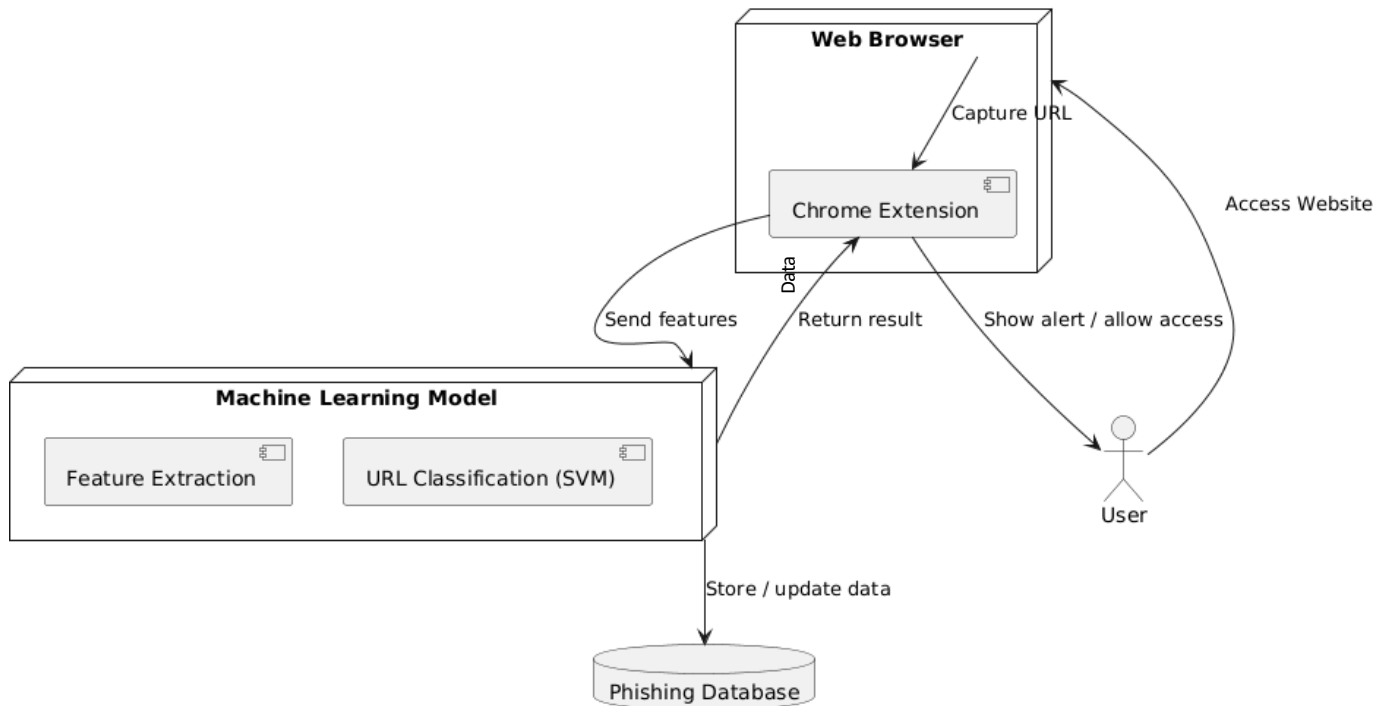 Web Browser
Capture URL
Chrome Extension
Access Website
Data
Send features
Return result
Show alert / allow access
Machine Learning Model
Feature Extraction
URL Classification (SVM)
User
Store / update data
Phishing Database